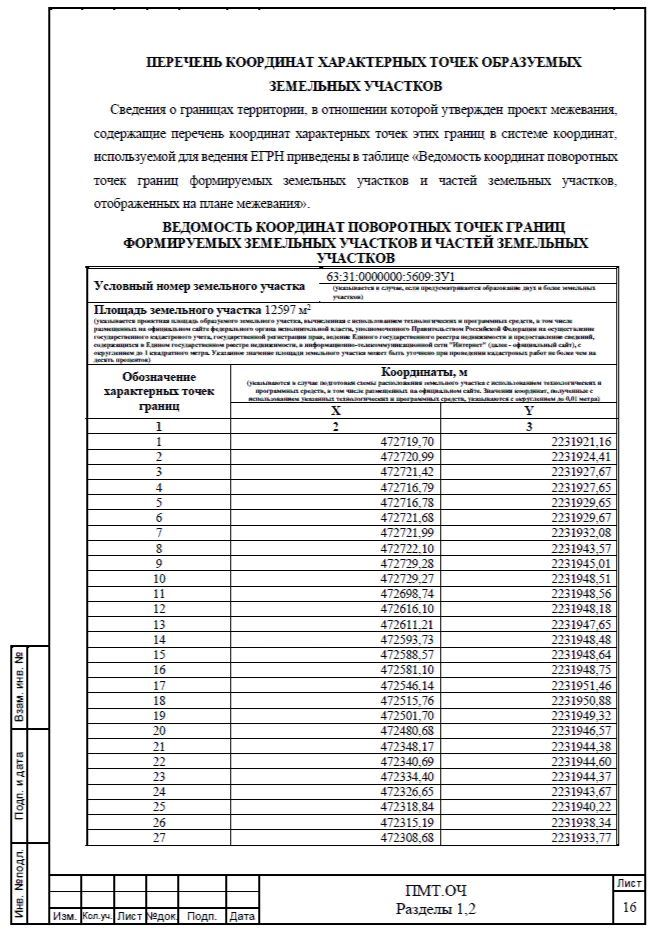 ПЕРЕЧЕНЬ КООРДИНАТ ХАРАКТЕРНЫХ ТОЧЕК ОБРАЗУЕМЫХ
ЗЕМЕЛЬНЫХ УЧАСТКОВ
Сведения о границах территории, в отношении которой утвержден проект межевания,
содержащие перечень координат характерных точек этих границ в системе координат,
используемой для ведения ЕГРН приведены в таблице «Ведомость координат поворотных
точек границ формируемых земельных участков и частей земельных участков,
отображенных на плане межевания».
ВЕДОМОСТЬ КООРДИНАТ ПОВОРОТНЫХ ТОЧЕК ГРАНИЦ
ФОРМИРУЕМЫХ ЗЕМЕЛЬНЫХ УЧАСТКОВ И ЧАСТЕЙ ЗЕМЕЛЬНЫХ
УЧАСТКОВ
Условный номер земельного участка
63:31:0000000:5609:ЗУ1
(указывается в случае, если предусматривается образование двух и более земельных
участков)
Площадь земельного участка 12597 м²
(указывается проектная площадь образуемого земельного участка, вычисленная с использованием технологических и программных средств, в том числе
размещенных на официальном сайте федерального органа исполнительной власти, уполномоченного Правительством Российской Федерации на осуществление
государственного кадастрового учета, государственной регистрации прав, ведение Единого государственного реестра недвижимости и предоставление сведений,
содержащихся в Едином государственном реестре недвижимости, в информационно-телекоммуникационной сети "Интернет" (далее - официальный сайт), с
округлением до 1 квадратного метра. Указанное значение площади земельного участка может быть уточнено при проведении кадастровых работ не более чем на
десять процентов)
Обозначение
характерных точек
границ
Координаты, м
(указываются в случае подготовки схемы расположения земельного участка с использованием технологических и
программных средств, в том числе размещенных на официальном сайте. Значения координат, полученные с
использованием указанных технологических и программных средств, указываются с округлением до 0,01 метра)
X Y
1 2 3
1 472719,70 2231921,16
2 472720,99 2231924,41
3 472721,42 2231927,67
4 472716,79 2231927,65
5 472716,78 2231929,65
6 472721,68 2231929,67
7 472721,99 2231932,08
8 472722,10 2231943,57
9 472729,28 2231945,01
10 472729,27 2231948,51
11 472698,74 2231948,56
12 472616,10 2231948,18
13 472611,21 2231947,65
14 472593,73 2231948,48
15 472588,57 2231948,64
16 472581,10 2231948,75
17 472546,14 2231951,46
18 472515,76 2231950,88
19 472501,70 2231949,32
20 472480,68 2231946,57
21 472348,17 2231944,38
22 472340,69 2231944,60
23 472334,40 2231944,37
24 472326,65 2231943,67
25 472318,84 2231940,22
26 472315,19 2231938,34
27 472308,68 2231933,77
Взам. инв. №
Подп. и дата
Инв. №подл.
Изм. Кол.уч. Лист №док. Подп. Дата
ПМТ.ОЧ
Разделы 1,2
Лист
16